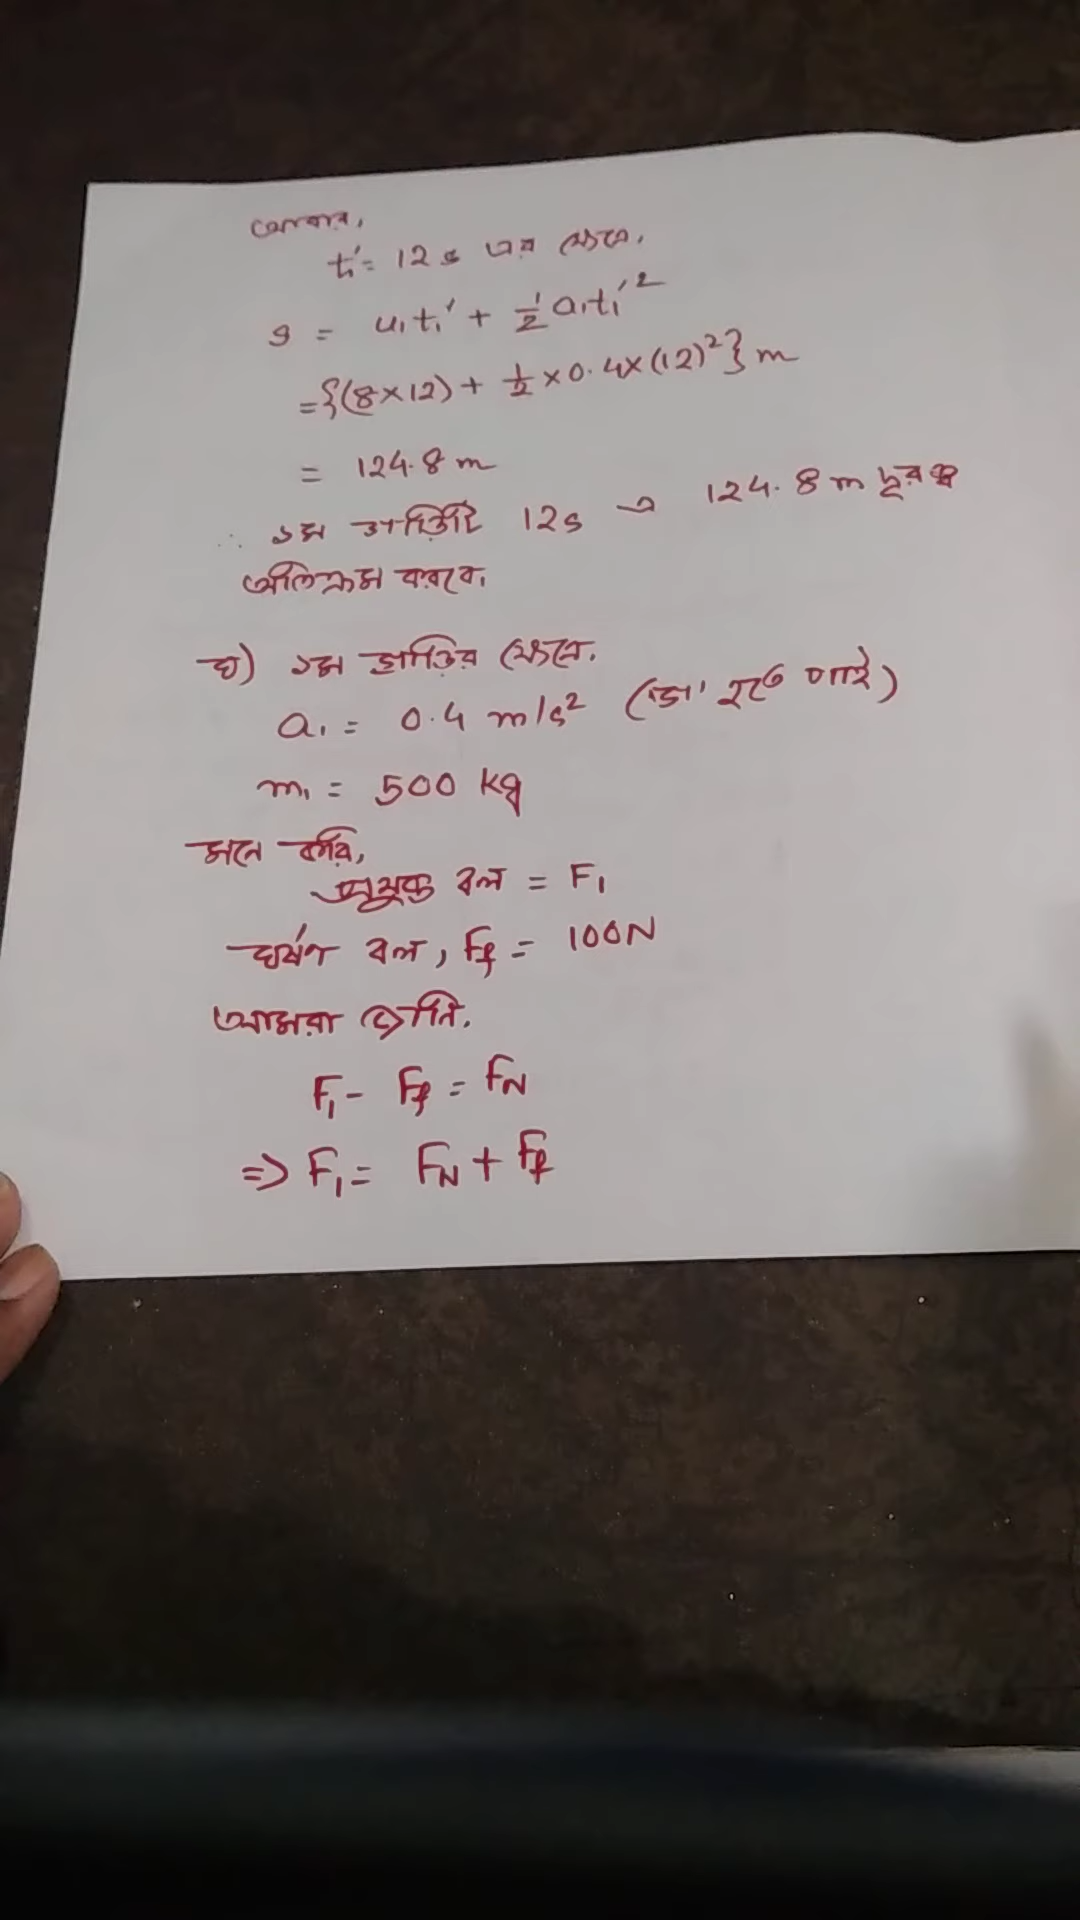 আবার,
t₁′= 12 s এর ক্ষেত্রে,
s = u₁t₁′ + ½a₁t₁′²
={(8×12) + ½ ×0.4×(12)²} m
= 124.8 m
∴ ১ম গাড়িটি 12s এ 124.8 m দূরত্ব
অতিক্রম করবে।
ঘ) ১ম গাড়ির ক্ষেত্রে,
a₁ = 0.4 m/s² ('গ' হতে পাই)
m₁ = 500 kg
মনে করি,
প্রযুক্ত বল = F₁
ঘর্ষণ বল, Ff = 100N
আমরা জানি,
F₁ - Ff = FN
=> F₁ = FN + Ff